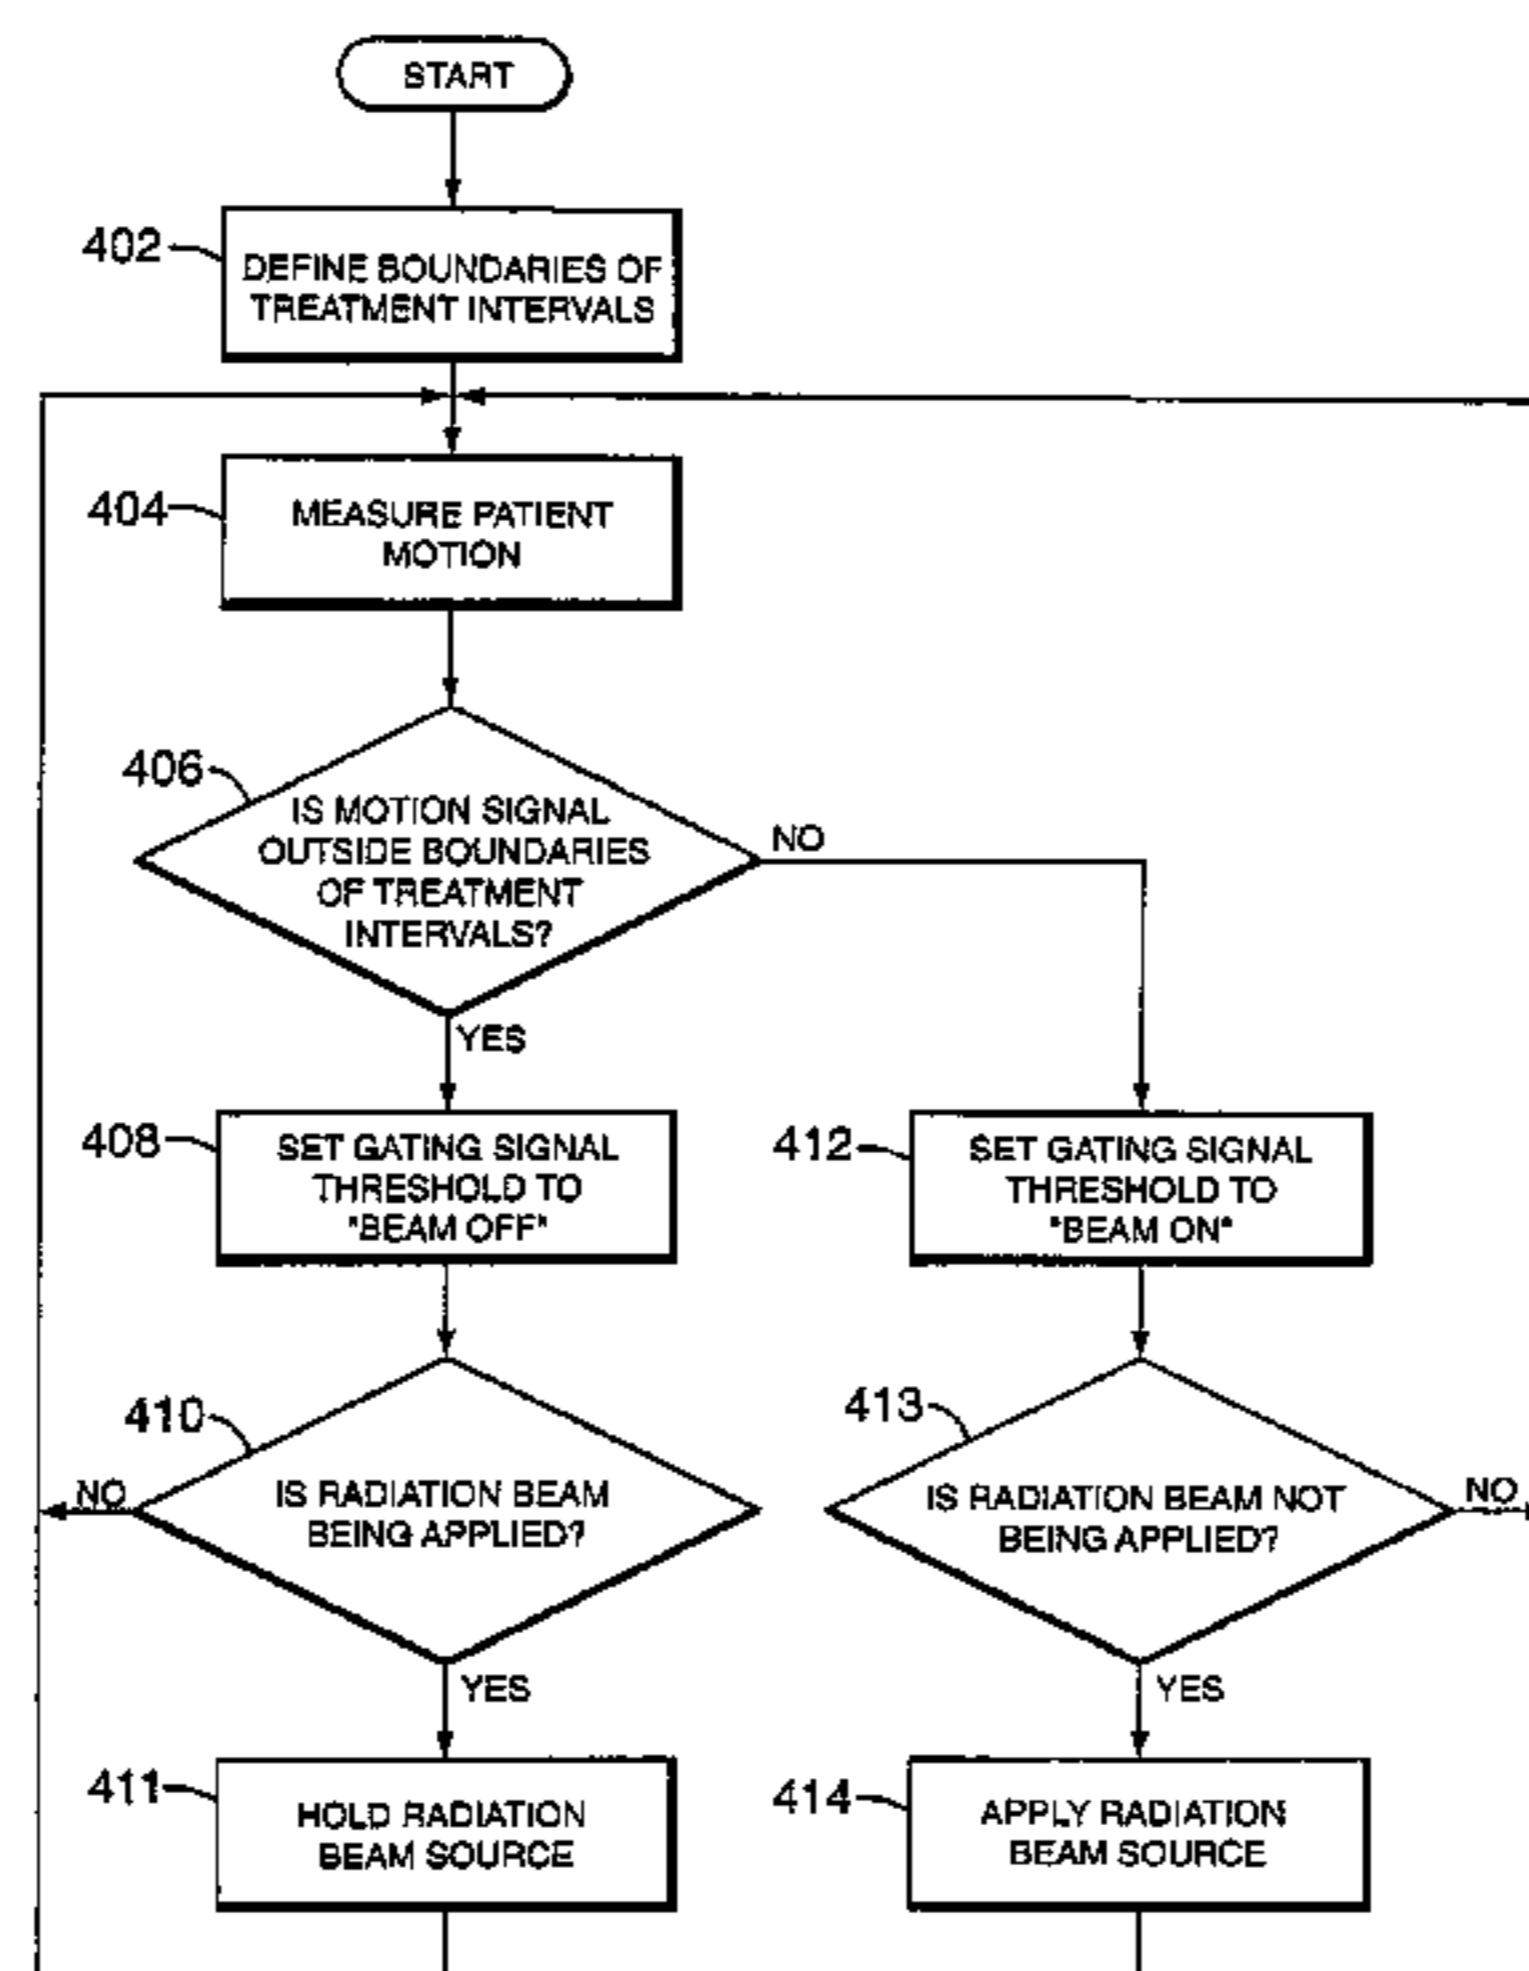 START
402
DEFINE BOUNDARIES OF
TREATMENT INTERVALS
404
MEASURE PATIENT
MOTION
406
IS MOTION SIGNAL
OUTSIDE BOUNDARIES
OF TREATMENT
INTERVALS?
NO
YES
408
SET GATING SIGNAL
THRESHOLD TO
"BEAM OFF"
412
SET GATING SIGNAL
THRESHOLD TO
"BEAM ON"
410
NO
IS RADIATION BEAM
BEING APPLIED?
YES
413
IS RADIATION BEAM NOT
BEING APPLIED?
NO
YES
411
HOLD RADIATION
BEAM SOURCE
414
APPLY RADIATION
BEAM SOURCE